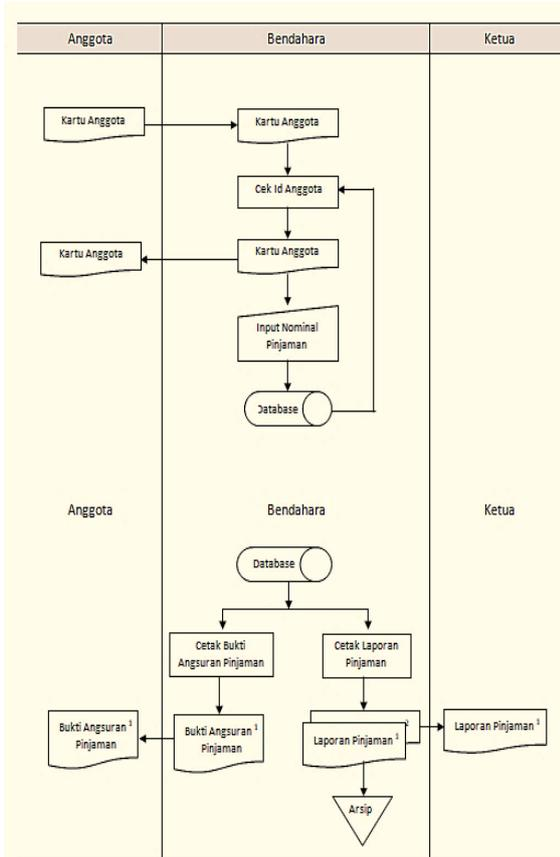 Anggota Bendahara Ketua
Kartu Anggota Kartu Anggota
Cek Id Anggota
Kartu Anggota Kartu Anggota
Input Nominal
Pinjaman
Database
Anggota Bendahara Ketua
Database
Cetak Bukti
Angsuran Pinjaman
Cetak Laporan
Pinjaman
Bukti Angsuran 1
Pinjaman
Bukti Angsuran 1
Pinjaman
2
Laporan Pinjaman 1
Laporan Pinjaman 1
Arsip